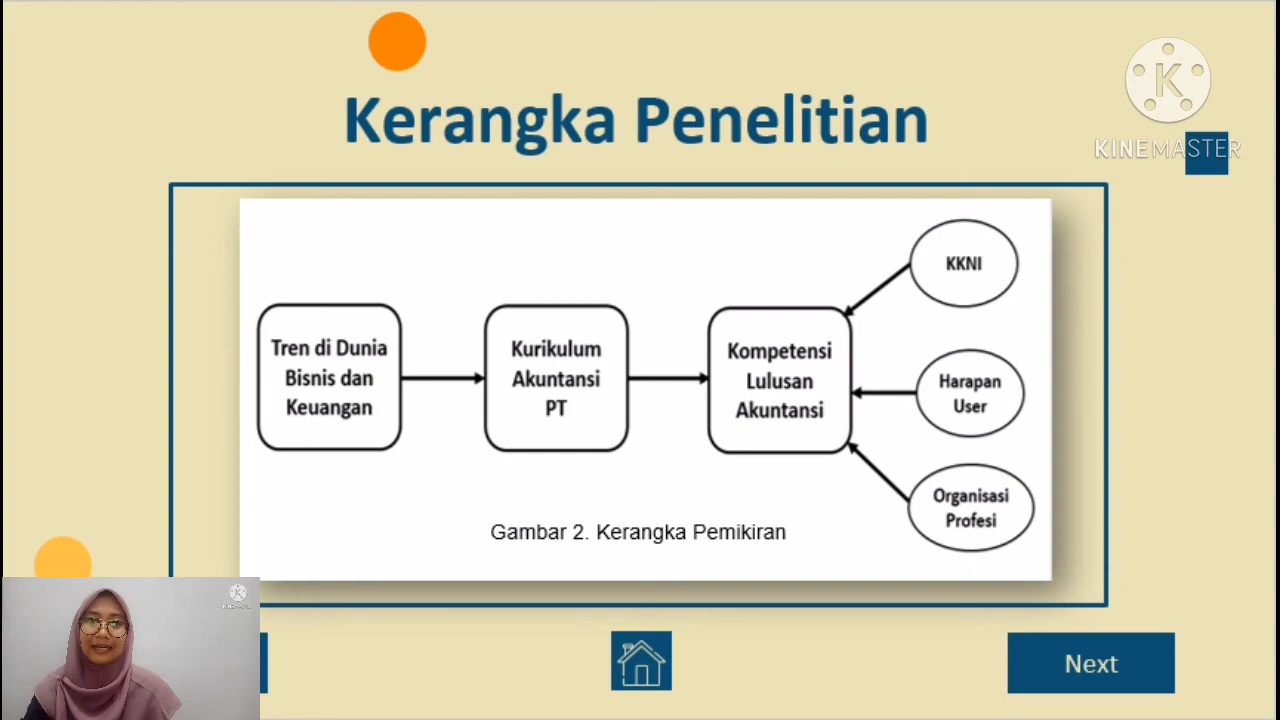 Kerangka Penelitian
KINEMASTER
Tren di Dunia
Bisnis dan
Keuangan
Kurikulum
Akuntansi
PT
Kompetensi
Lulusan
Akuntansi
KKNI
Harapan
User
Organisasi
Profesi
Gambar 2. Kerangka Pemikiran
Next